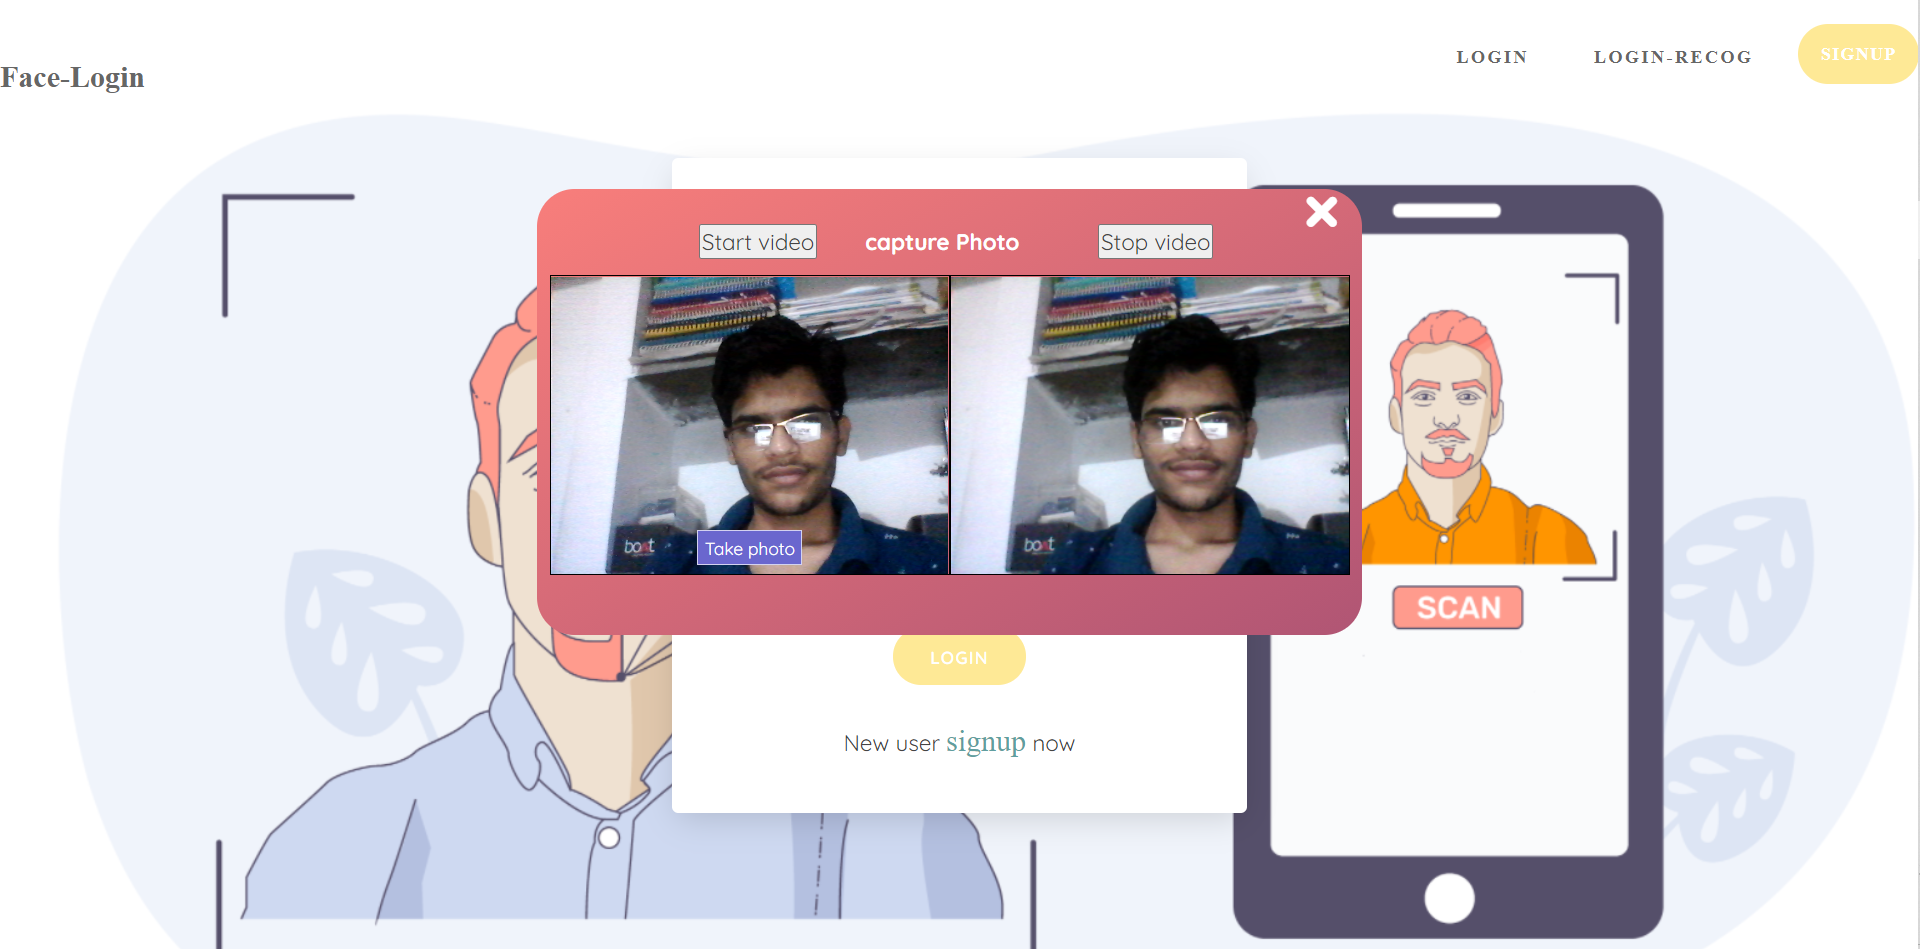 LOGIN
LOGIN-RECOG
SIGNUP
Face-Login
Start video
capture Photo
Stop video
boat
Take photo
boat
SCAN
LOGIN
New user signup now